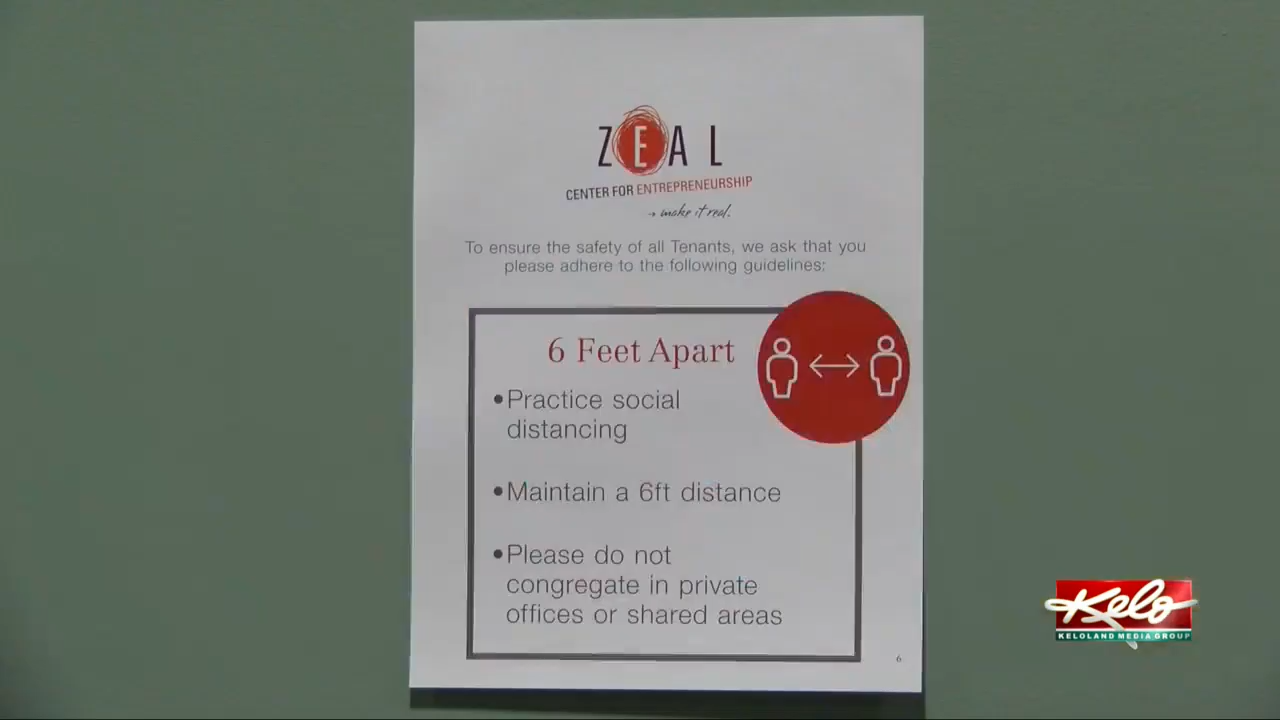 ZEAL
CENTER FOR ENTREPRENEURSHIP
→ make it real.
To ensure the safety of all Tenants, we ask that you
please adhere to the following guidelines:
6 Feet Apart
•Practice social
distancing
•Maintain a 6ft distance
•Please do not
congregate in private
offices or shared areas
6
Kelo
KELOLAND MEDIA GROUP